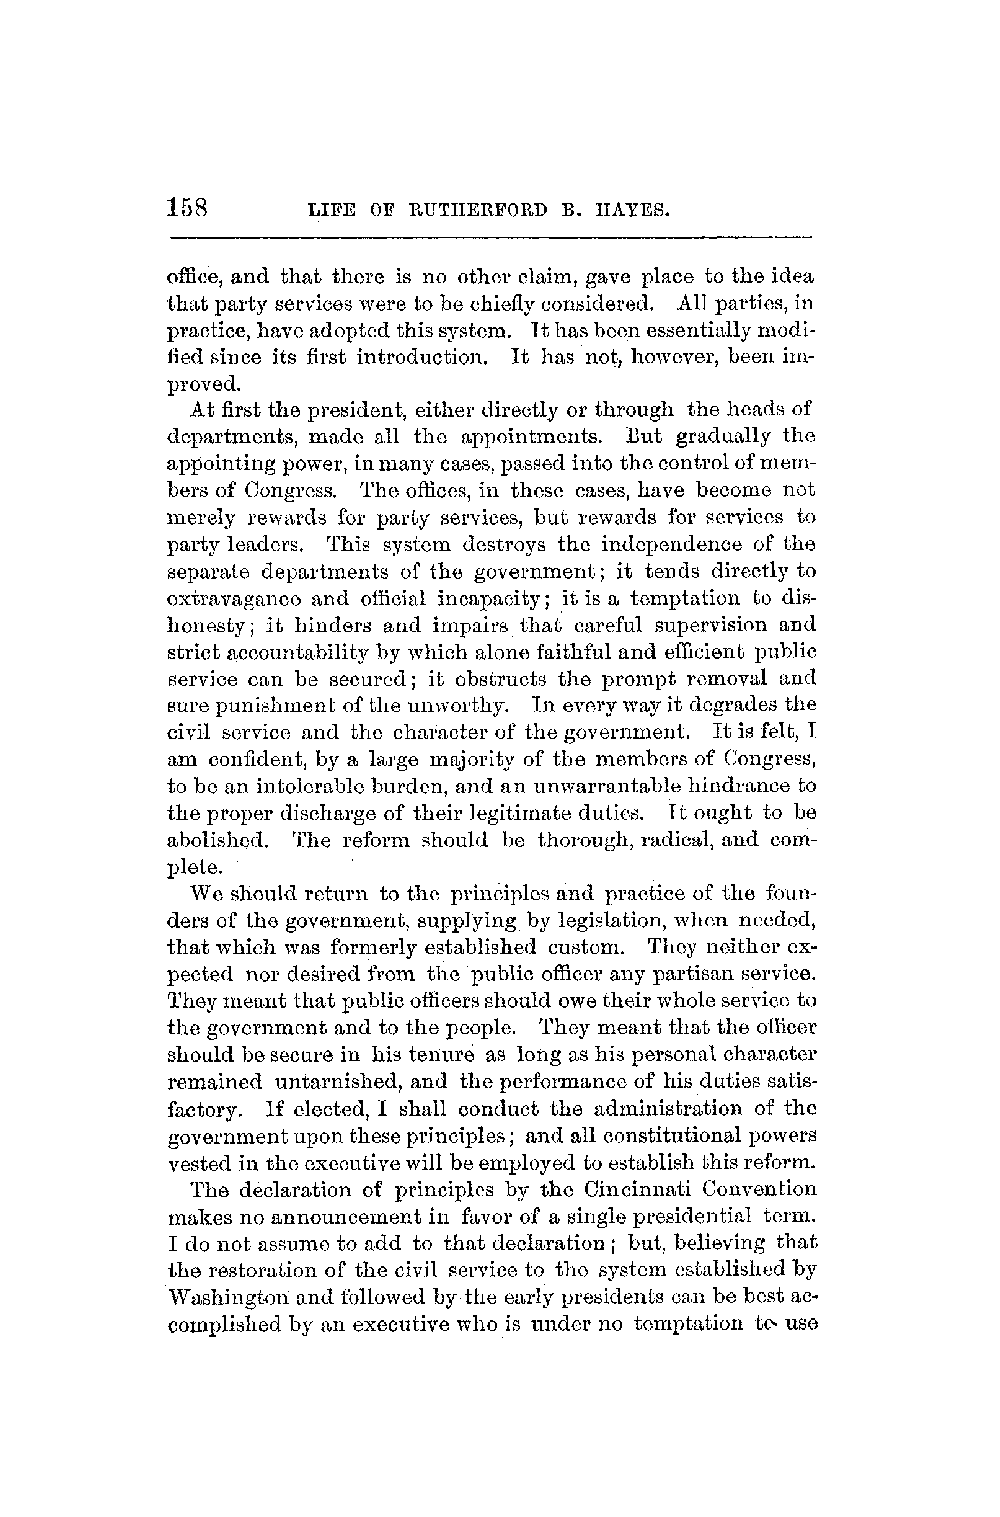 158 LIFE OF RUTHERFORD B. HAYES.
office, and that there is no other claim, gave place to the idea
that party services were to be chiefly considered. All parties, in
practice, have adopted this system. It has been essentially modi-
fied since its first introduction. It has not, however, been im-
proved.
At first the president, either directly or through the heads of
departments, made all the appointments. But gradually the
appointing power, in many cases, passed into the control of mem-
bers of Congress. The offices, in these cases, have become not
merely rewards for party services, but rewards for services to
party leaders. This system destroys the independence of the
separate departments of the government; it tends directly to
extravagance and official incapacity; it is a temptation to dis-
honesty; it hinders and impairs that careful supervision and
strict accountability by which alone faithful and efficient public
service can be secured; it obstructs the prompt removal and
sure punishment of the unworthy. In every way it degrades the
civil service and the character of the government. It is felt, I
am confident, by a large majority of the members of Congress,
to be an intolerable burden, and an unwarrantable hindrance to
the proper discharge of their legitimate duties. It ought to be
abolished. The reform should be thorough, radical, and com-
plete.
We should return to the principles and practice of the foun-
ders of the government, supplying by legislation, when needed,
that which was formerly established custom. They neither ex-
pected nor desired from the public officer any partisan service.
They meant that public officers should owe their whole service to
the government and to the people. They meant that the officer
should be secure in his tenure as long as his personal character
remained untarnished, and the performance of his duties satis-
factory. If elected, I shall conduct the administration of the
government upon these principles; and all constitutional powers
vested in the executive will be employed to establish this reform.
The declaration of principles by the Cincinnati Convention
makes no announcement in favor of a single presidential term.
I do not assume to add to that declaration; but, believing that
the restoration of the civil service to the system established by
Washington and followed by the early presidents can be best ac-
complished by an executive who is under no temptation to use